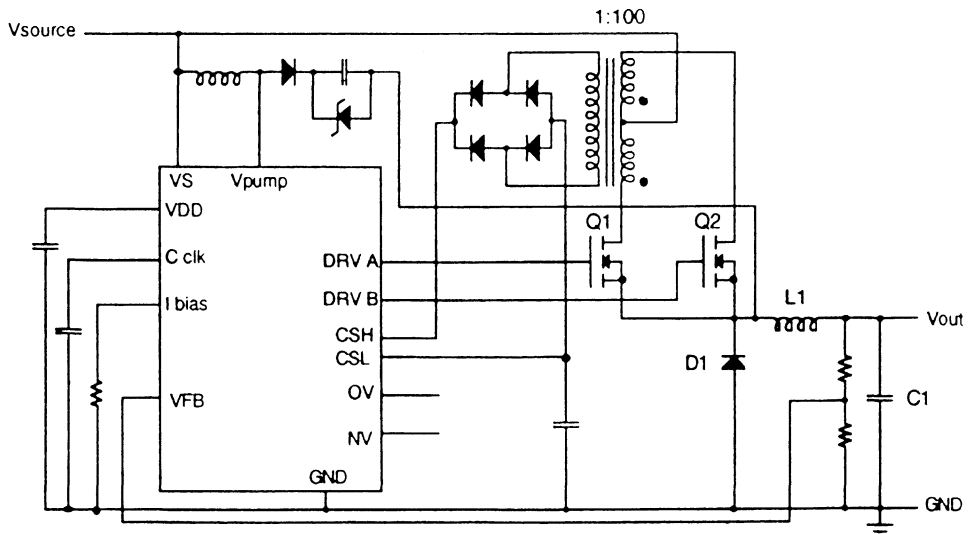 1:100
Vsource
VS
Vpump
VDD
C clk
I bias
VFB
DRV A
DRV B
CSH
CSL
OV
NV
GND
Q1
Q2
L1
Vout
D1
C1
GND